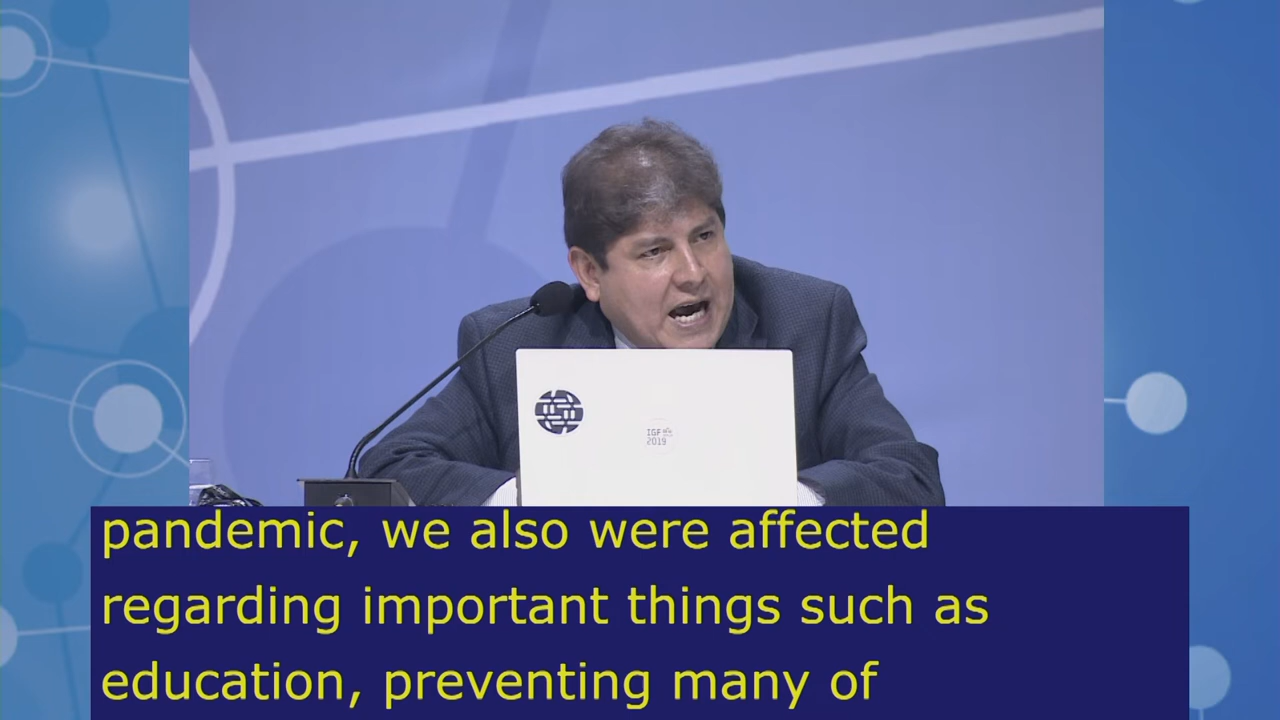 IGF
2019
pandemic, we also were affected
regarding important things such as
education, preventing many of